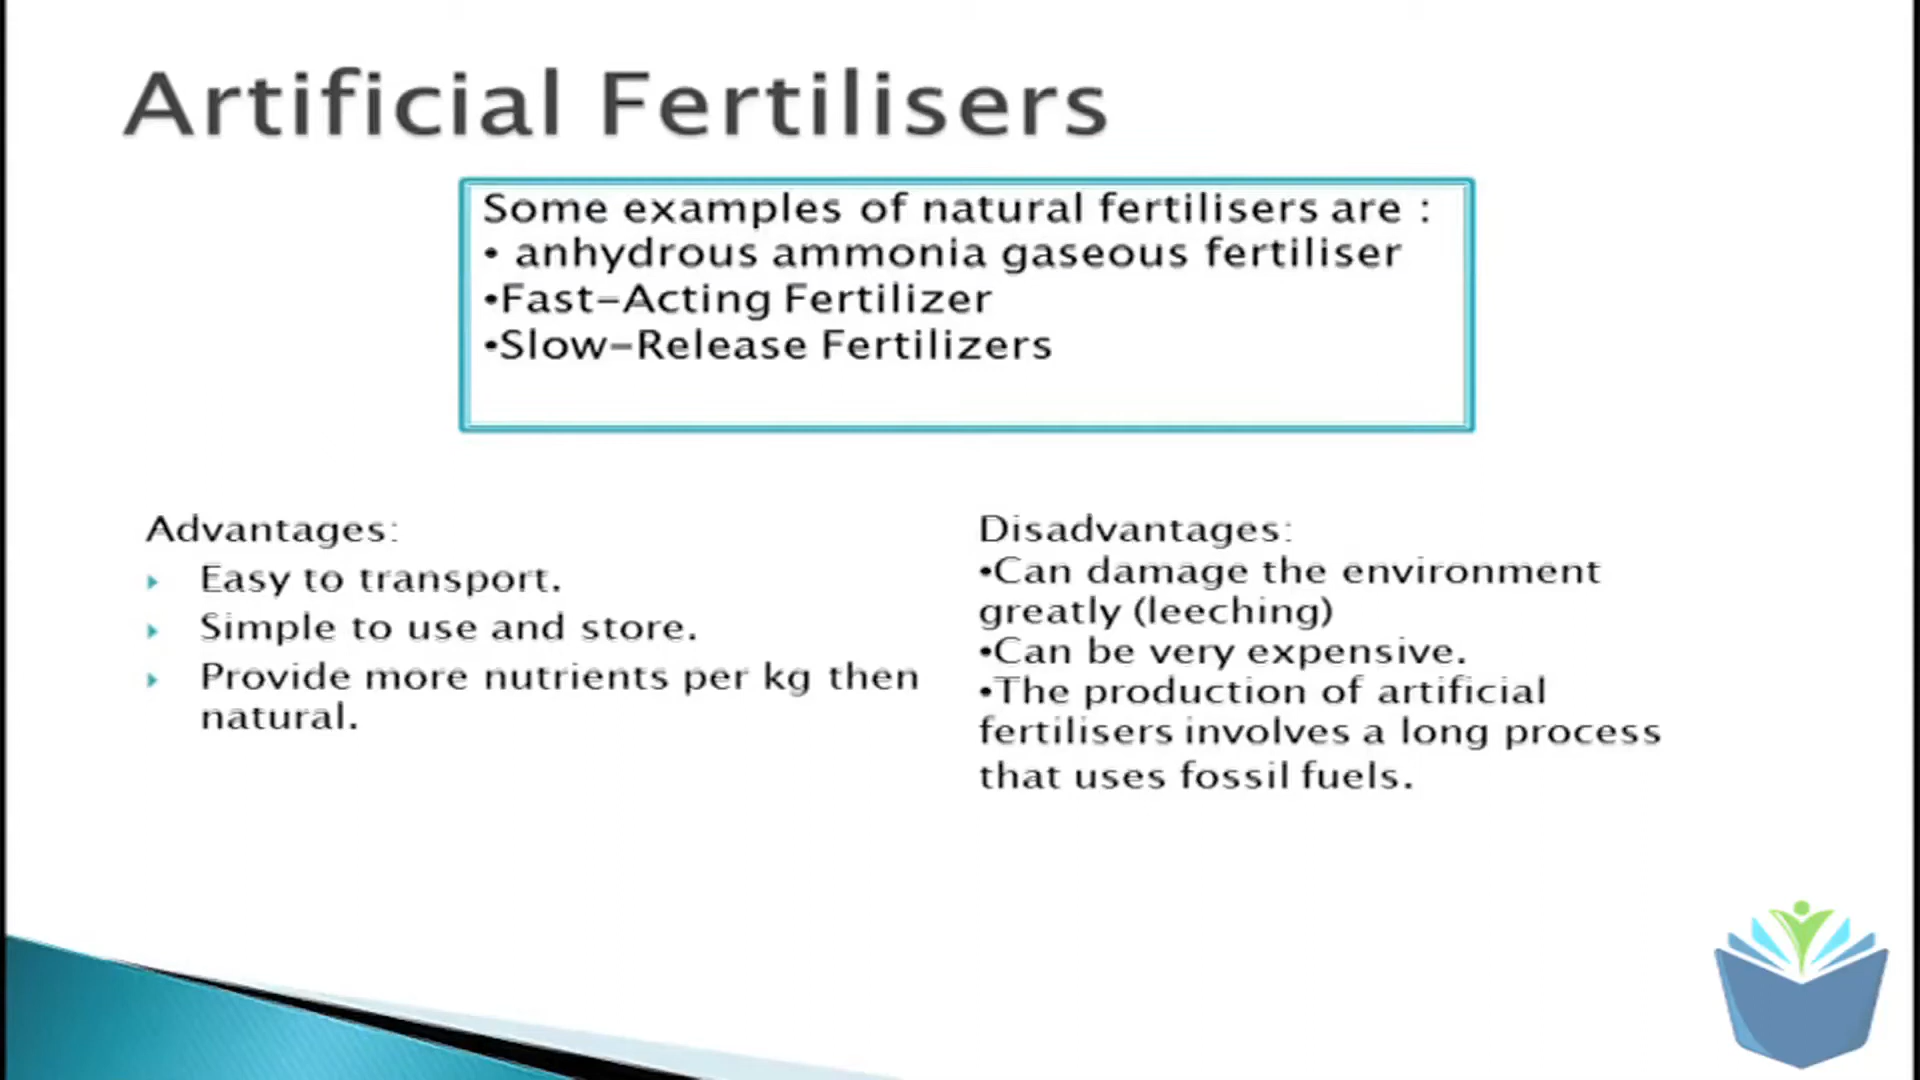 Artificial Fertilisers
Some examples of natural fertilisers are :
• anhydrous ammonia gaseous fertiliser
•Fast-Acting Fertilizer
•Slow-Release Fertilizers
Advantages:
Easy to transport.
Simple to use and store.
Provide more nutrients per kg then
natural.
Disadvantages:
•Can damage the environment
greatly (leeching)
•Can be very expensive.
•The production of artificial
fertilisers involves a long process
that uses fossil fuels.